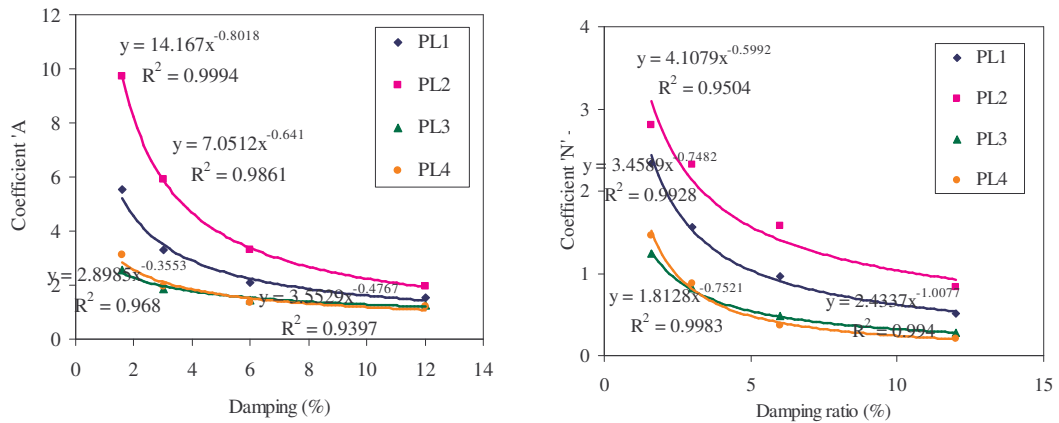 12
10
8
6
4
2
0
0 2 4 6 8 10 12 14
Coefficient 'A
Damping (%)
y = 14.167x^-0.8018
R^2 = 0.9994
y = 7.0512x^-0.641
R^2 = 0.9861
y = 2.8985x^-0.3553
R^2 = 0.968
y = 3.5529x^-0.4767
R^2 = 0.9397
PL1
PL2
PL3
PL4
4
3
2
1
0
0 5 10 15
Coefficient 'N' -
Damping ratio (%)
y = 4.1079x^-0.5992
R^2 = 0.9504
y = 3.4589x^-0.7482
R^2 = 0.9928
y = 1.8128x^-0.7521
R^2 = 0.9983
y = 2.4337x^-1.0077
R^2 = 0.994
PL1
PL2
PL3
PL4